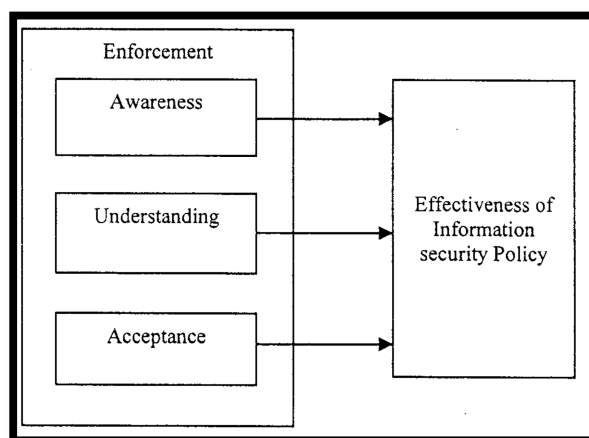 Enforcement
Awareness
Understanding
Acceptance
Effectiveness of
Information
security Policy